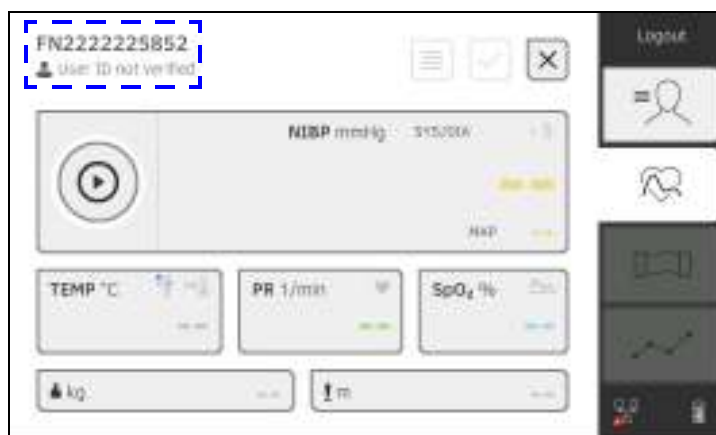 FN2222225852
User ID not verified
Logout
NIBP mmHg SYS/DIA
-- --
MAP --
TEMP °C
--
PR 1/min
--
SpO₂ %
--
kg --
m --